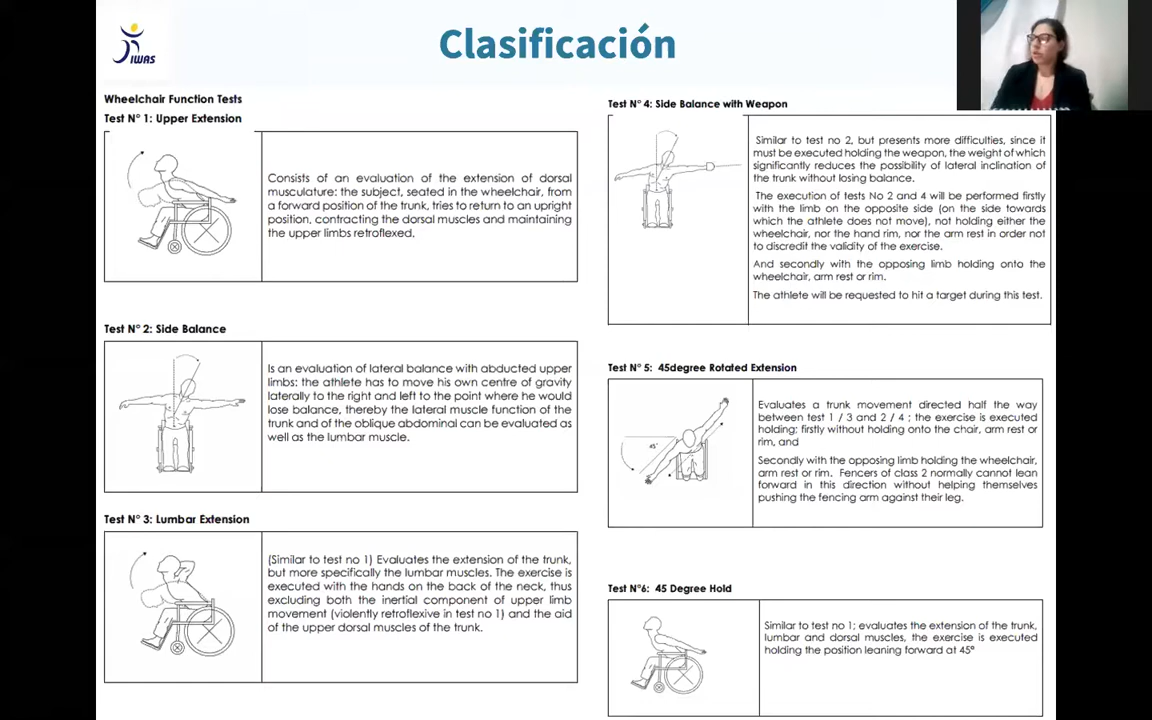 IWAS
Clasificación
Wheelchair Function Tests
Test N° 1: Upper Extension
Consists of an evaluation of the extension of dorsal
musculature: the subject, seated in the wheelchair, from
a forward position of the trunk, tries to return to an upright
position, contracting the dorsal muscles and maintaining
the upper limbs retroflexed.
Test N° 2: Side Balance
Is an evaluation of lateral balance with abducted upper
limbs: the athlete has to move his own centre of gravity
laterally to the right and left to the point where he would
lose balance, thereby the lateral muscle function of the
trunk and of the oblique abdominal can be evaluated as
well as the lumbar muscle.
Test N° 3: Lumbar Extension
(Similar to test no 1) Evaluates the extension of the trunk,
but more specifically the lumbar muscles. The exercise is
executed with the hands on the back of the neck, thus
excluding both the inertial component of upper limb
movement (violently retroflexive in test no 1) and the aid
of the upper dorsal muscles of the trunk.
Test N° 4: Side Balance with Weapon
Similar to test no 2, but presents more difficulties, since it
must be executed holding the weapon, the weight of which
significantly reduces the possibility of lateral inclination of
the trunk without losing balance.
The execution of tests No 2 and 4 will be performed firstly
with the limb on the opposite side (on the side towards
which the athlete does not move), not holding either the
wheelchair, nor the hand rim, nor the arm rest in order not
to discredit the validity of the exercise.
And secondly with the opposing limb holding onto the
wheelchair, arm rest or rim.
The athlete will be requested to hit a target during this test.
Test N° 5: 45degree Rotated Extension
45°
Evaluates a trunk movement directed half the way
between test 1 / 3 and 2 / 4 ; the exercise is executed
holding: firstly without holding onto the chair, arm rest or
rim, and
Secondly with the opposing limb holding the wheelchair,
arm rest or rim. Fencers of class 2 normally cannot lean
forward in this direction without helping themselves
pushing the fencing arm against their leg.
Test N°6: 45 Degree Hold
Similar to test no 1; evaluates the extension of the trunk,
lumbar and dorsal muscles, the exercise is executed
holding the position leaning forward at 45°